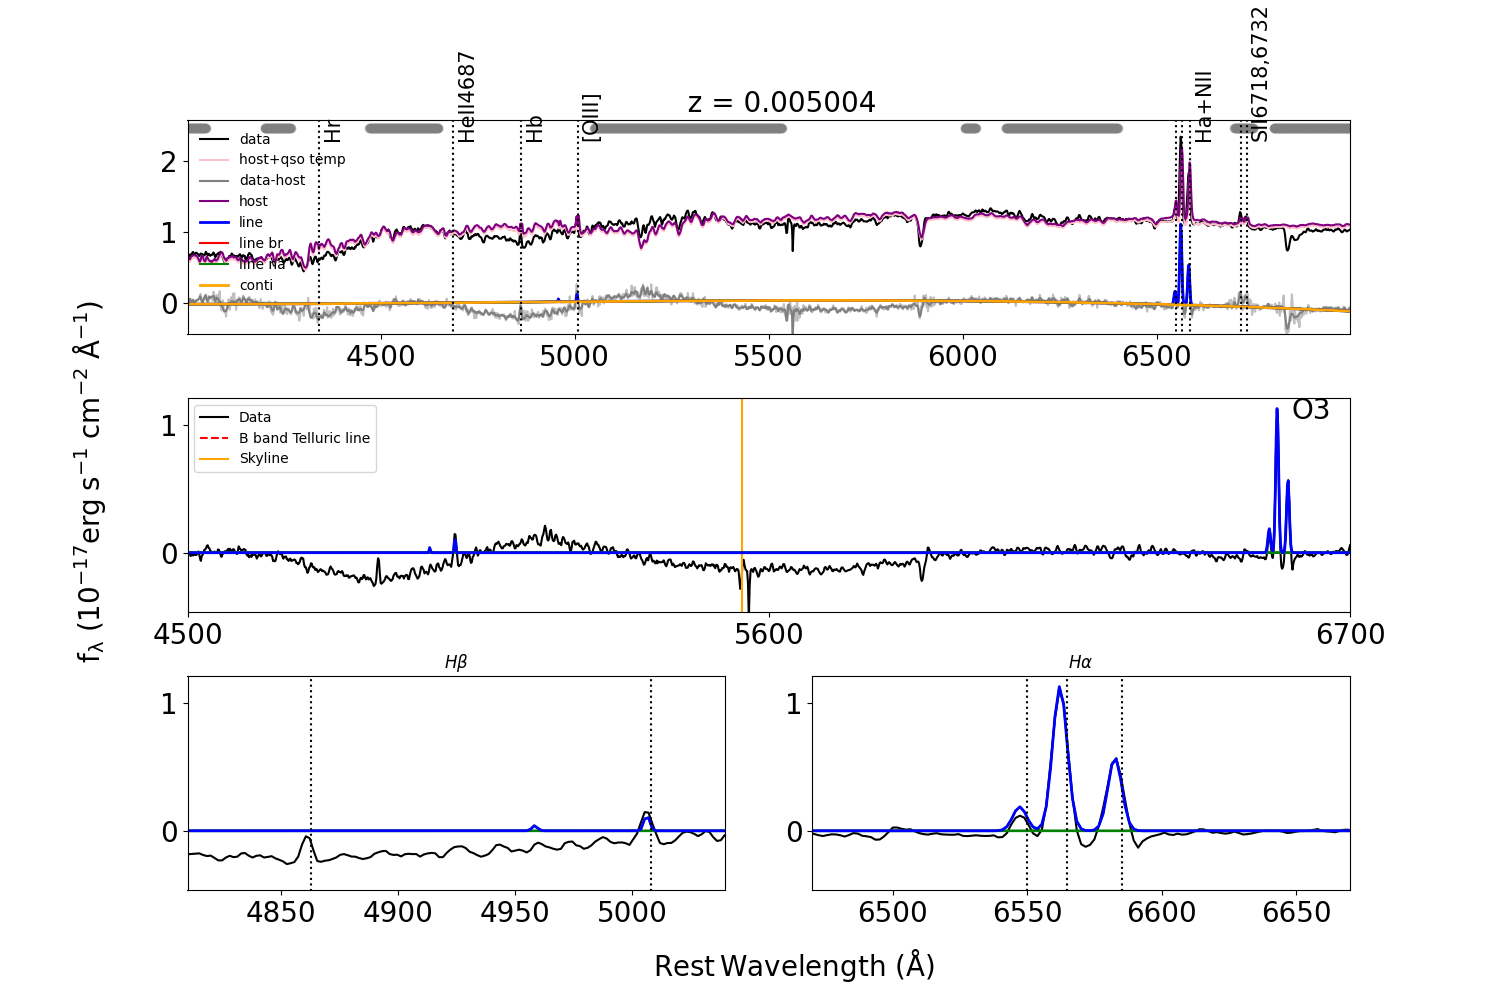 z = 0.005004
Hr
HeII4687
Hb
[OIII]
Ha+NII
SII6718,6732
data
host+qso temp
data-host
host
line
line br
line na
conti
2
1
0
4500 5000 5500 6000 6500
fλ (10⁻¹⁷erg s⁻¹ cm⁻² Å⁻¹)
Data
B band Telluric line
Skyline
O3
1
0
4500 5600 6700
Hβ
1
0
4850 4900 4950 5000
Hα
1
0
6500 6550 6600 6650
Rest Wavelength (Å)